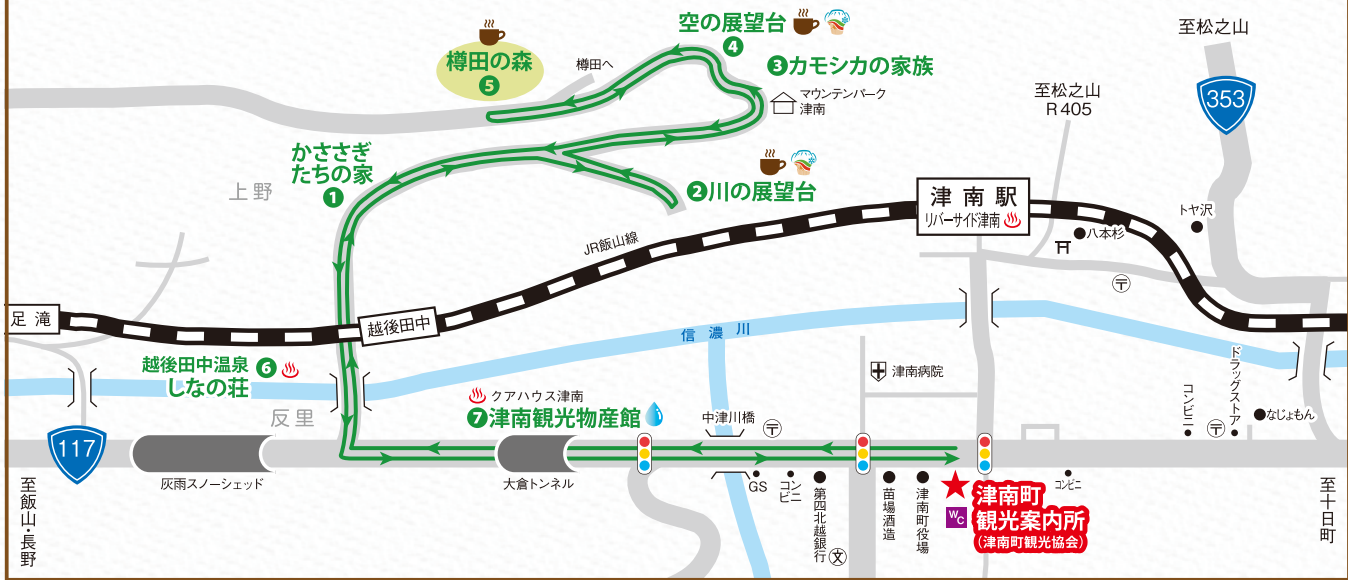 空の展望台
❹
至松之山
353
樽田の森
❺
樽田へ
❸カモシカの家族
マウンテンパーク
津南
至松之山
R405
かささぎ
たちの家
❶
上野
❷川の展望台
津南駅
リバーサイド津南
トヤ沢
八本杉
JR飯山線
足滝
越後田中
信濃川
越後田中温泉
しなの荘
❻
津南病院
ドラッグストア
コンビニ
なじょもん
反里
クアハウス津南
❼津南観光物産館
中津川橋
117
灰雨スノーシェッド
大倉トンネル
GS
コンビニ
第四北越銀行
文
苗場酒造
津南町役場
WC
津南町
観光案内所
(津南町観光協会)
コンビニ
至飯山・長野
至十日町